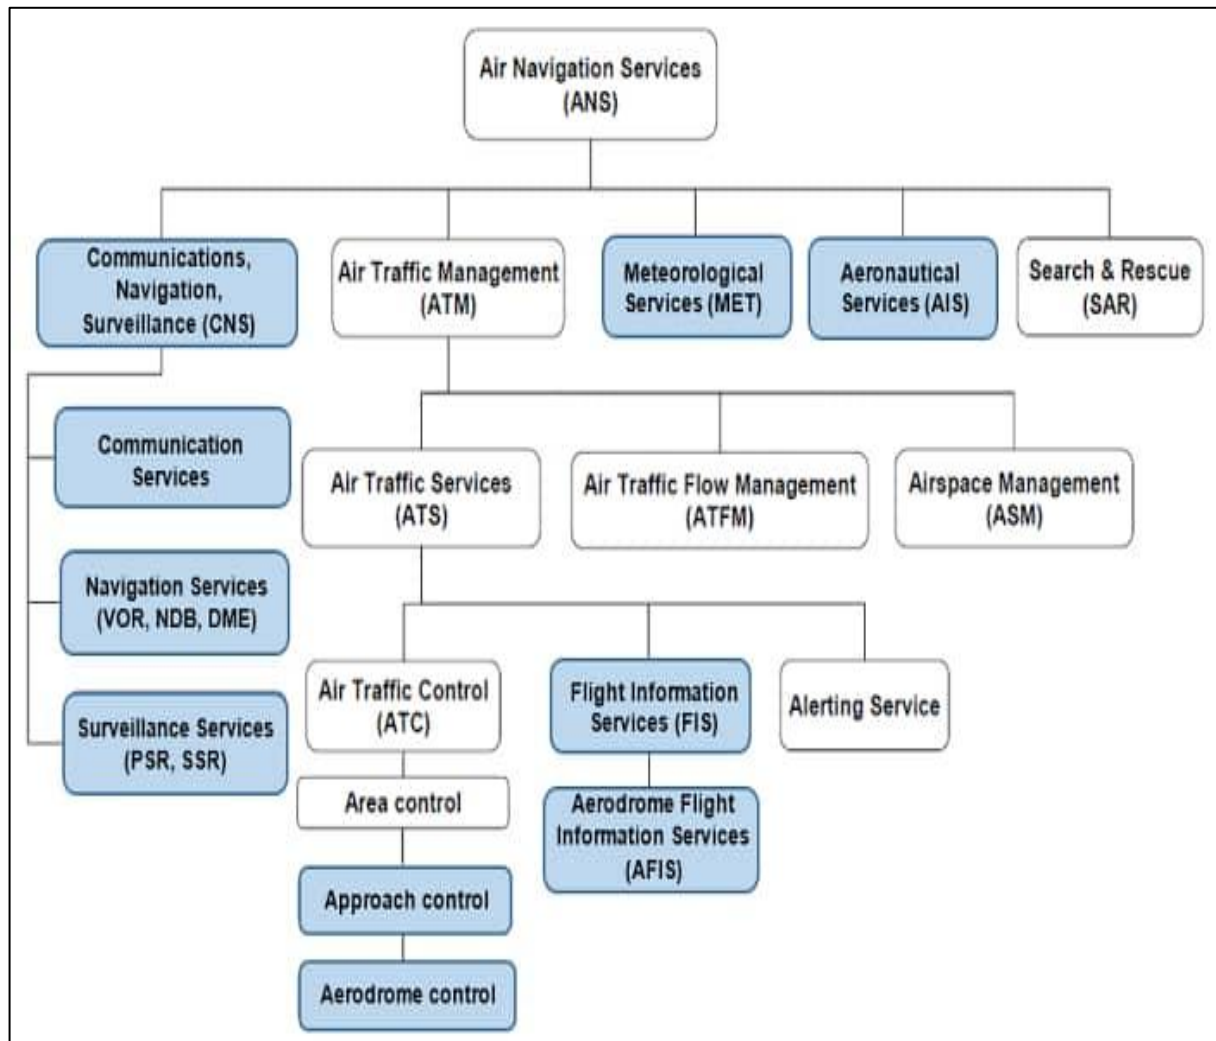 Air Navigation Services
(ANS)
Communications,
Navigation,
Surveillance (CNS)
Air Traffic Management
(ATM)
Meteorological
Services (MET)
Aeronautical
Services (AIS)
Search & Rescue
(SAR)
Communication
Services
Navigation Services
(VOR, NDB, DME)
Surveillance Services
(PSR, SSR)
Air Traffic Services
(ATS)
Air Traffic Flow Management
(ATFM)
Airspace Management
(ASM)
Air Traffic Control
(ATC)
Flight Information
Services (FIS)
Alerting Service
Area control
Approach control
Aerodrome control
Aerodrome Flight
Information Services
(AFIS)